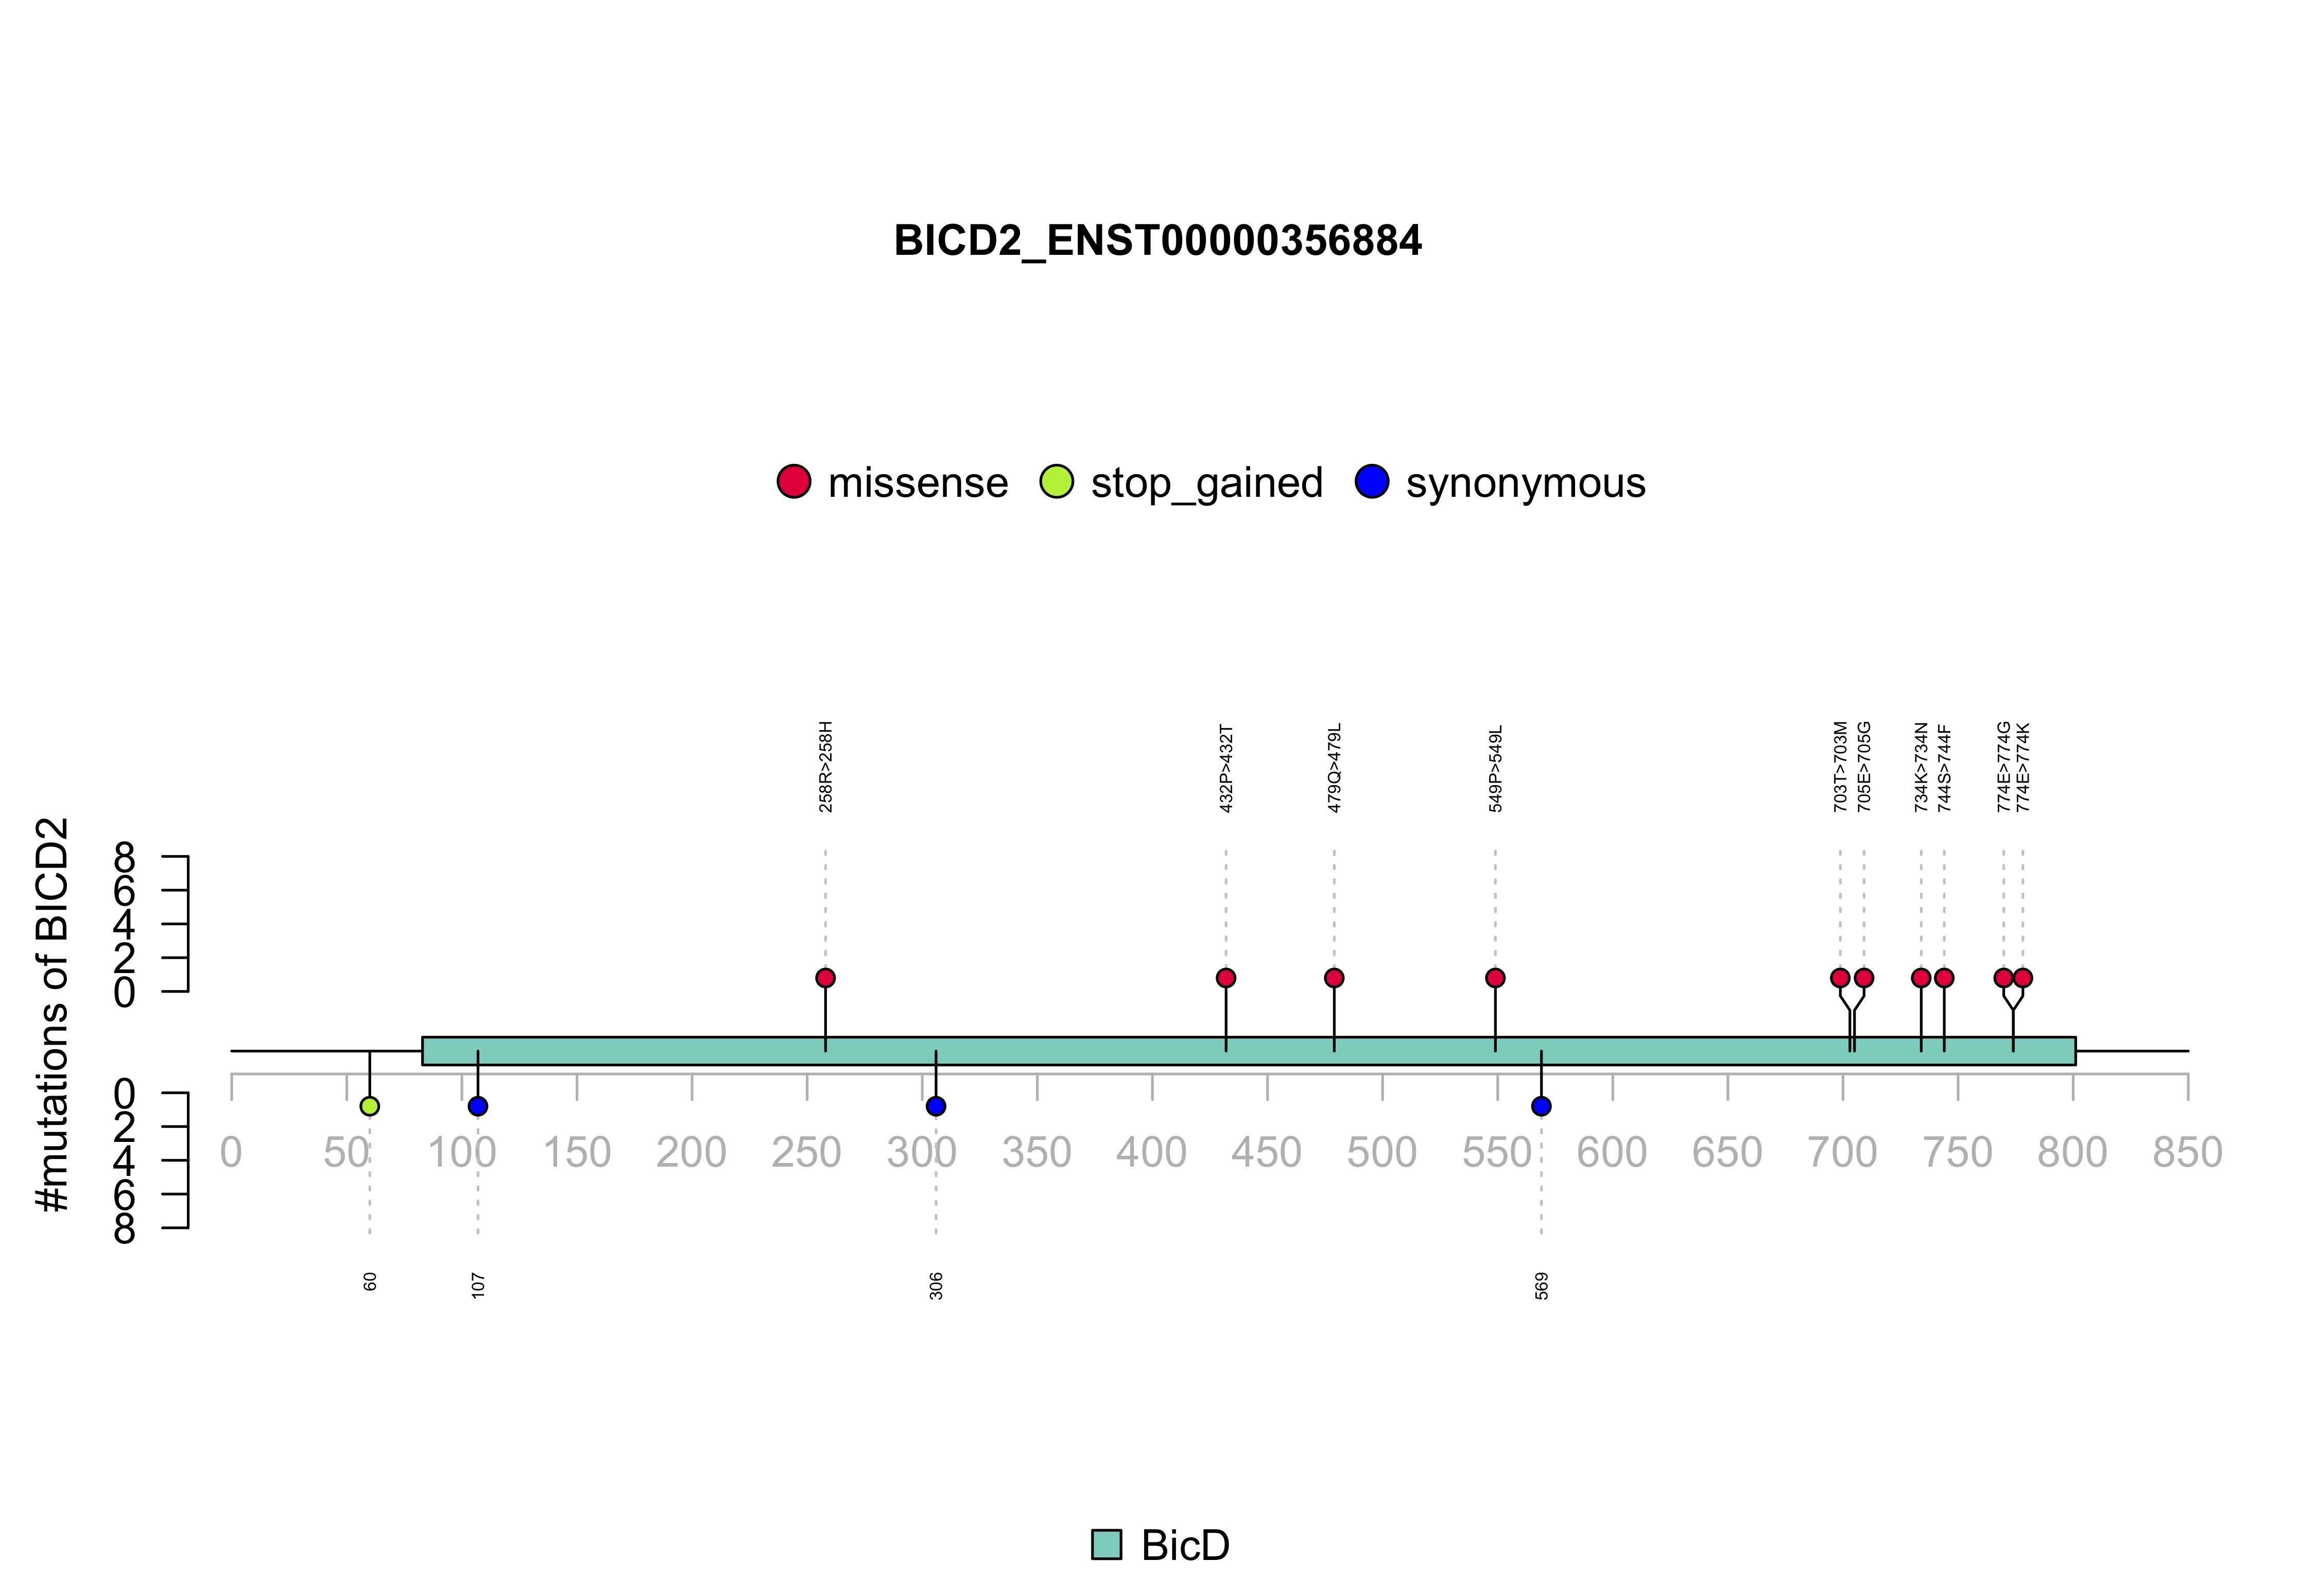 BICD2_ENST00000356884
missense stop_gained synonymous
258R>258H 432P>432T 479Q>479L 549P>549L 703T>703M 705E>705G 734K>734N 744S>744F 774E>774G 774E>774K
#mutations of BICD2
8
6
4
2
0
0
2
4
6
8
0 50 100 150 200 250 300 350 400 450 500 550 600 650 700 750 800 850
60 107 306 569
BicD